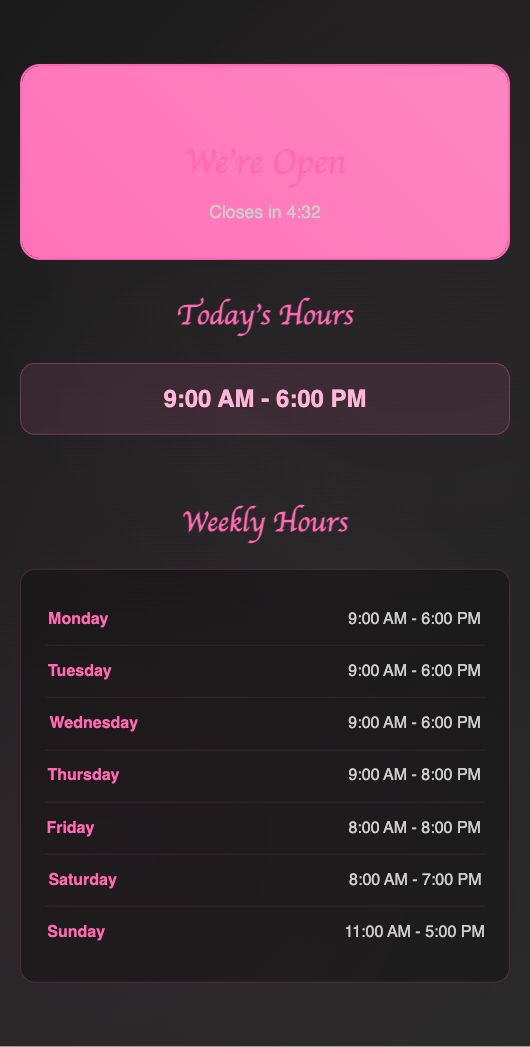 We're Open
Closes in 4:32
Today's Hours
9:00 AM - 6:00 PM
Weekly Hours
Monday 9:00 AM - 6:00 PM
Tuesday 9:00 AM - 6:00 PM
Wednesday 9:00 AM - 6:00 PM
Thursday 9:00 AM - 8:00 PM
Friday 8:00 AM - 8:00 PM
Saturday 8:00 AM - 7:00 PM
Sunday 11:00 AM - 5:00 PM